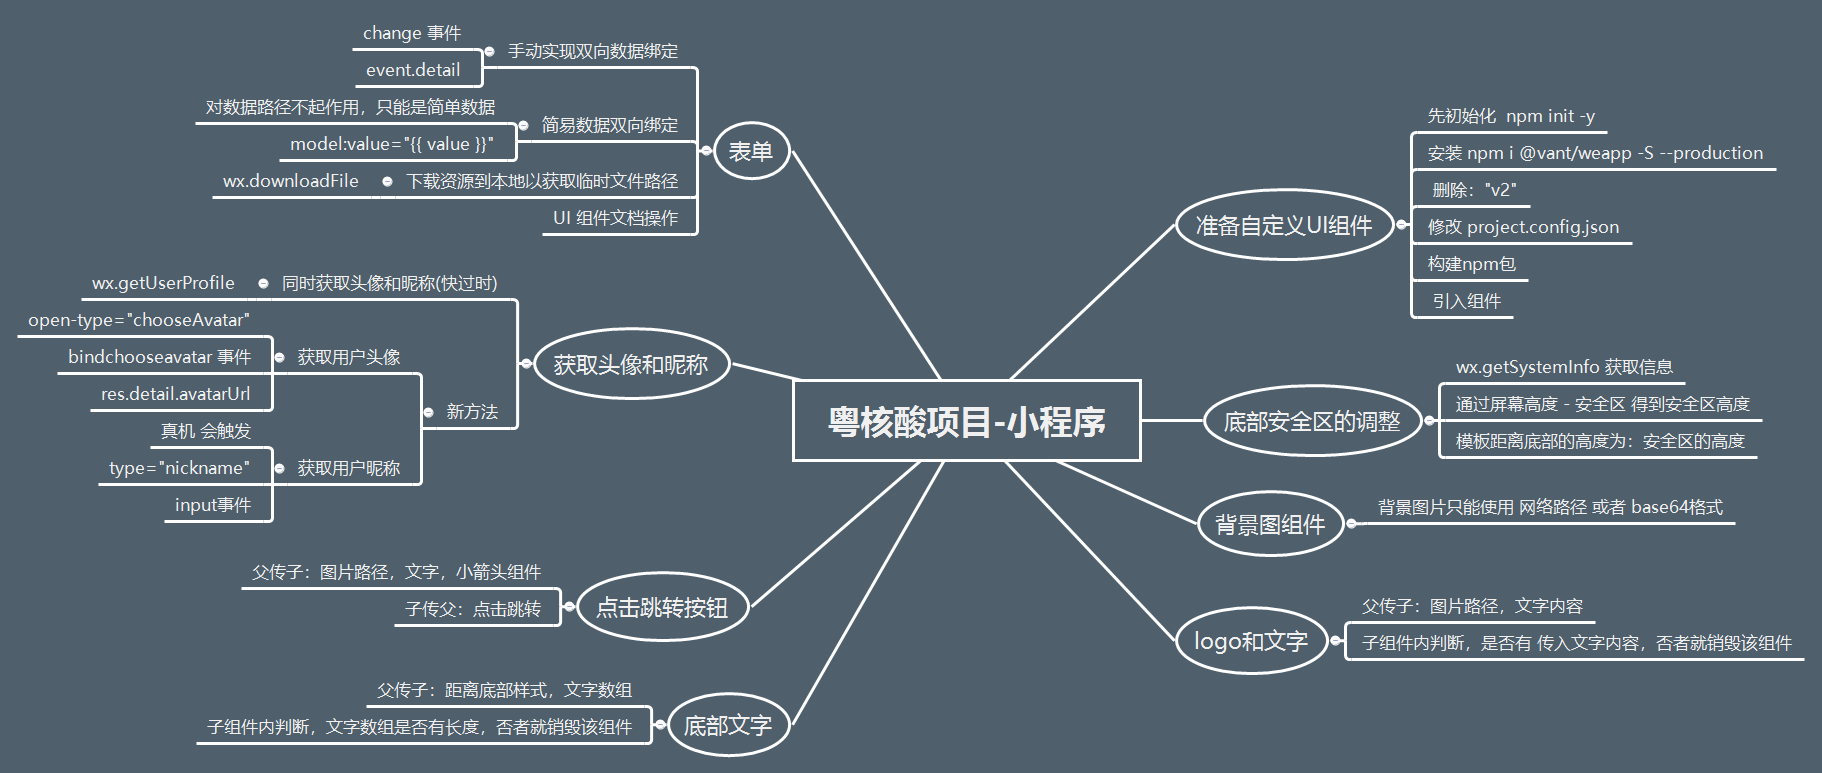 粤核酸项目-小程序
准备自定义UI组件
先初始化  npm init -y
安装 npm i @vant/weapp -S --production
删除："v2"
修改 project.config.json
构建npm包
引入组件
底部安全区的调整
wx.getSystemInfo 获取信息
通过屏幕高度 - 安全区 得到安全区高度
模板距离底部的高度为：安全区的高度
背景图组件
背景图片只能使用 网络路径 或者 base64格式
logo和文字
父传子：图片路径，文字内容
子组件内判断，是否有 传入文字内容，否者就销毁该组件
表单
手动实现双向数据绑定
change 事件
event.detail
简易数据双向绑定
对数据路径不起作用，只能是简单数据
model:value="{{ value }}"
下载资源到本地以获取临时文件路径
wx.downloadFile
UI 组件文档操作
获取头像和昵称
同时获取头像和昵称(快过时)
wx.getUserProfile
新方法
获取用户头像
open-type="chooseAvatar"
bindchooseavatar 事件
res.detail.avatarUrl
获取用户昵称
真机 会触发
type="nickname"
input事件
点击跳转按钮
父传子：图片路径，文字，小箭头组件
子传父：点击跳转
底部文字
父传子：距离底部样式，文字数组
子组件内判断，文字数组是否有长度，否者就销毁该组件